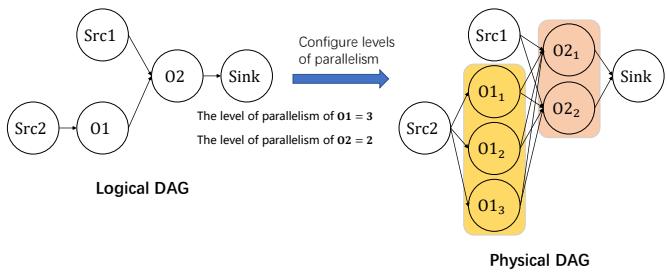 Src1
O2
Sink
Src2
O1
Logical DAG
Configure levels
of parallelism
The level of parallelism of O1 = 3
The level of parallelism of O2 = 2
Src1
O2₁
Sink
O1₁
O2₂
Src2
O1₂
O1₃
Physical DAG